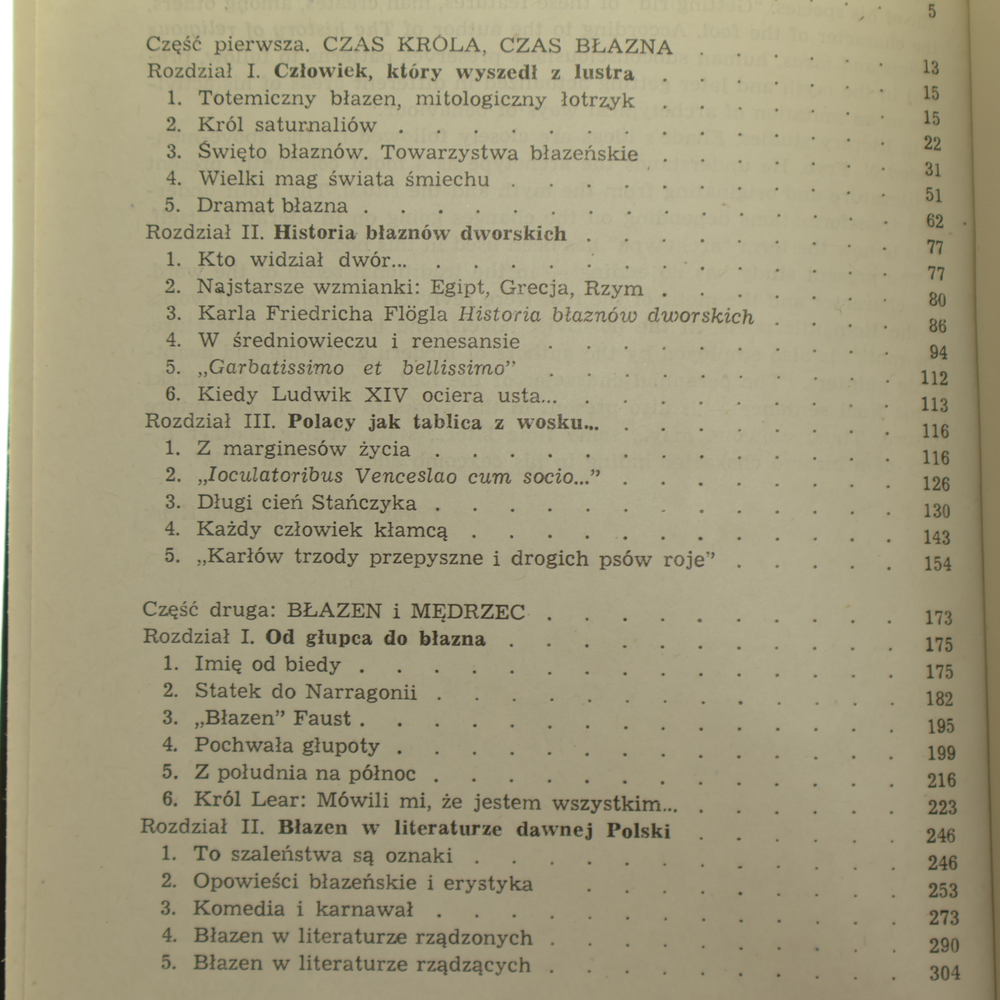 5
Część pierwsza. CZAS KRÓLA, CZAS BŁAZNA 13
Rozdział I. Człowiek, który wyszedł z lustra 15
1. Totemiczny błazen, mitologiczny łotrzyk 15
2. Król saturnaliów 22
3. Święto błaznów. Towarzystwa błazeńskie 31
4. Wielki mag świata śmiechu 51
5. Dramat błazna 62
Rozdział II. Historia błaznów dworskich 77
1. Kto widział dwór... 77
2. Najstarsze wzmianki: Egipt, Grecja, Rzym 80
3. Karla Friedricha Flögla Historia błaznów dworskich 86
4. W średniowieczu i renesansie 94
5. „Garbatissimo et bellissimo” 112
6. Kiedy Ludwik XIV ociera usta... 113
Rozdział III. Polacy jak tablica z wosku... 116
1. Z marginesów życia 116
2. „Ioculatoribus Venceslao cum socio...” 126
3. Długi cień Stańczyka 130
4. Każdy człowiek kłamcą 143
5. „Karłów trzody przepyszne i drogich psów roje” 154
Część druga: BŁAZEN i MĘDRZEC 173
Rozdział I. Od głupca do błazna 175
1. Imię od biedy 175
2. Statek do Narragonii 182
3. „Błazen” Faust 195
4. Pochwała głupoty 199
5. Z południa na północ 216
6. Król Lear: Mówili mi, że jestem wszystkim... 223
Rozdział II. Błazen w literaturze dawnej Polski 246
1. To szaleństwa są oznaki 246
2. Opowieści błazeńskie i erystyka 253
3. Komedia i karnawał 273
4. Błazen w literaturze rządzonych 290
5. Błazen w literaturze rządzących 304